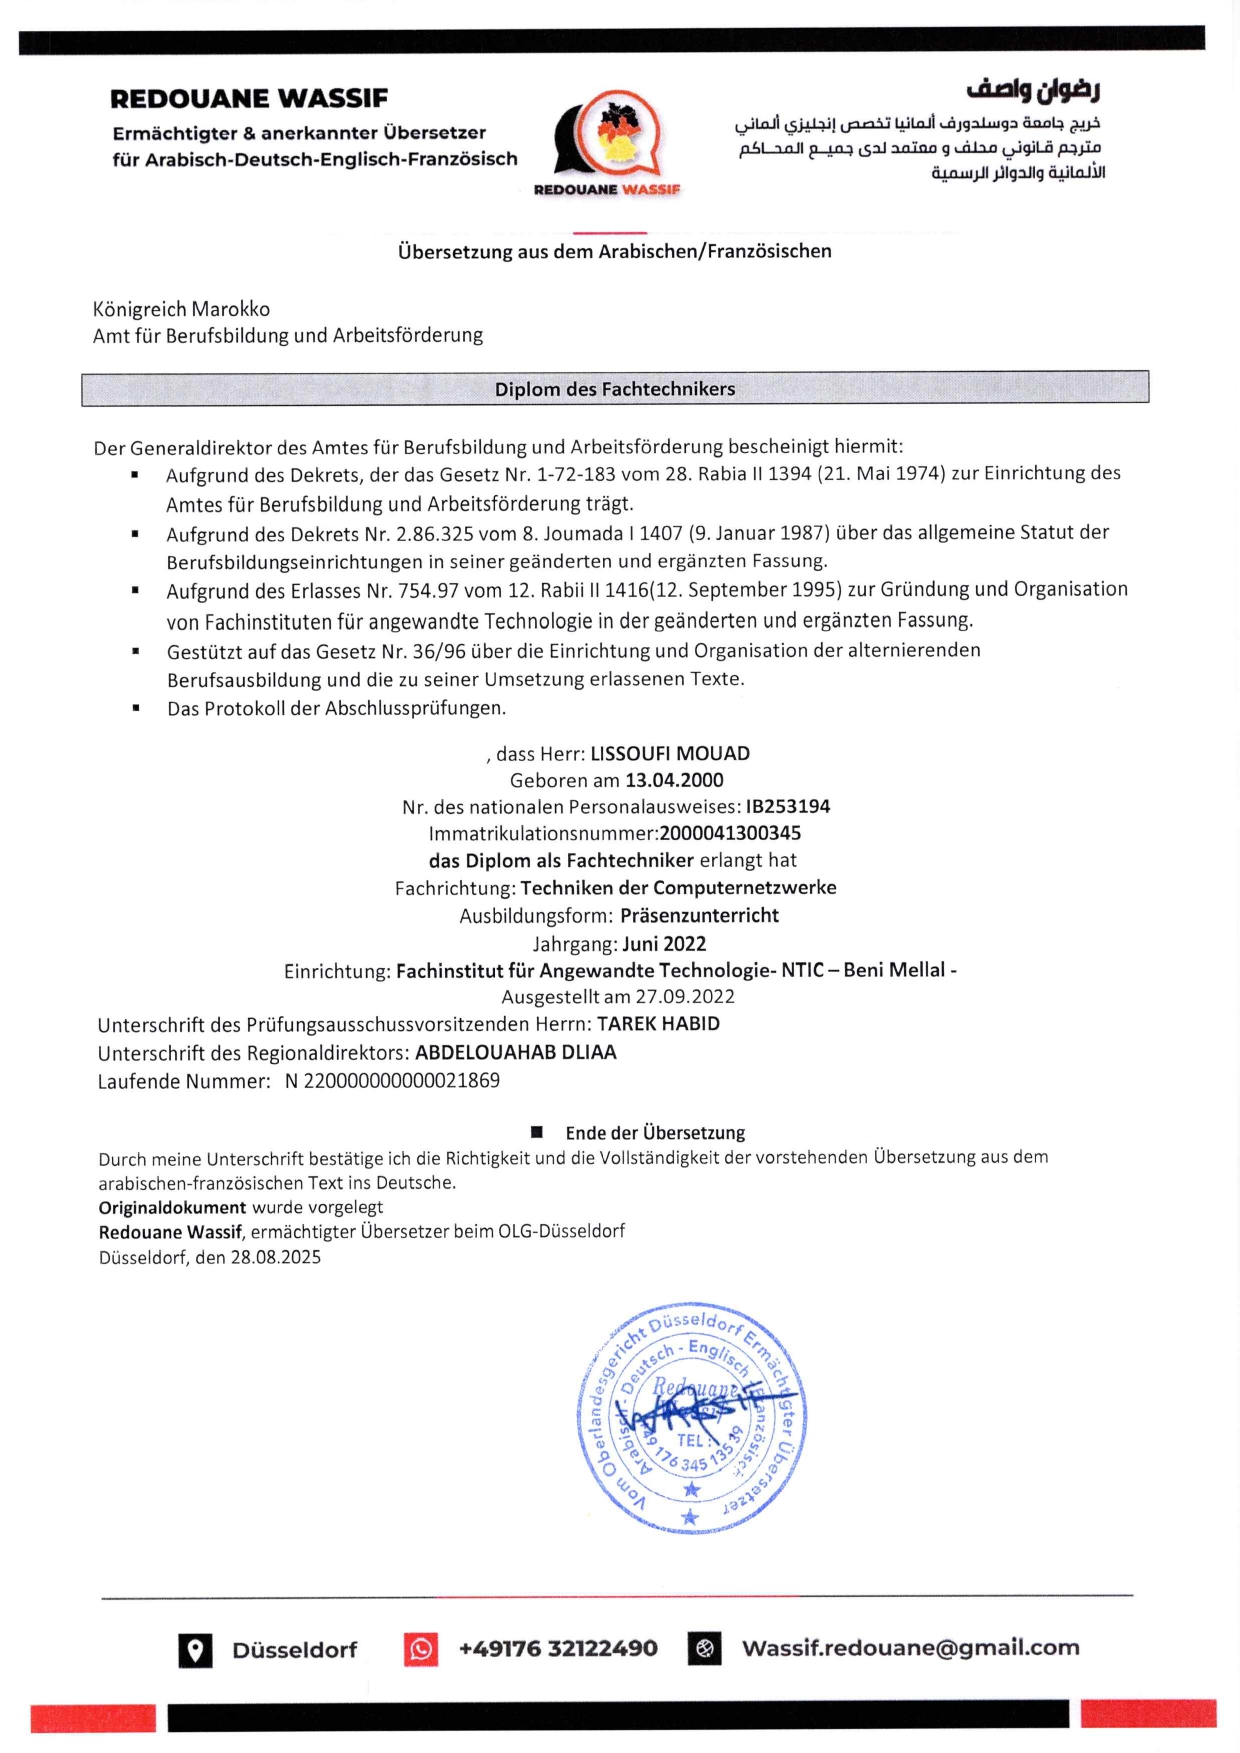 REDOUANE WASSIF
Ermächtigter & anerkannter Übersetzer
für Arabisch-Deutsch-Englisch-Französisch
REDOUANE WASSIF
رضوان واصف
خريج جامعة دوسلدورف ألمانيا تخصص إنجليزي ألماني
مترجم قانوني محلف و معتمد لدى جميع المحاكم
الألمانية والدوائر الرسمية
Übersetzung aus dem Arabischen/Französischen
Königreich Marokko
Amt für Berufsbildung und Arbeitsförderung
Diplom des Fachtechnikers
Der Generaldirektor des Amtes für Berufsbildung und Arbeitsförderung bescheinigt hiermit:
▪ Aufgrund des Dekrets, der das Gesetz Nr. 1-72-183 vom 28. Rabia II 1394 (21. Mai 1974) zur Einrichtung des
Amtes für Berufsbildung und Arbeitsförderung trägt.
▪ Aufgrund des Dekrets Nr. 2.86.325 vom 8. Joumada I 1407 (9. Januar 1987) über das allgemeine Statut der
Berufsbildungseinrichtungen in seiner geänderten und ergänzten Fassung.
▪ Aufgrund des Erlasses Nr. 754.97 vom 12. Rabii II 1416(12. September 1995) zur Gründung und Organisation
von Fachinstituten für angewandte Technologie in der geänderten und ergänzten Fassung.
▪ Gestützt auf das Gesetz Nr. 36/96 über die Einrichtung und Organisation der alternierenden
Berufsausbildung und die zu seiner Umsetzung erlassenen Texte.
▪ Das Protokoll der Abschlussprüfungen.
, dass Herr: LISSOUFI MOUAD
Geboren am 13.04.2000
Nr. des nationalen Personalausweises: IB253194
Immatrikulationsnummer:2000041300345
das Diplom als Fachtechniker erlangt hat
Fachrichtung: Techniken der Computernetzwerke
Ausbildungsform: Präsenzunterricht
Jahrgang: Juni 2022
Einrichtung: Fachinstitut für Angewandte Technologie- NTIC – Beni Mellal -
Ausgestellt am 27.09.2022
Unterschrift des Prüfungsausschussvorsitzenden Herrn: TAREK HABID
Unterschrift des Regionaldirektors: ABDELOUAHAB DLIAA
Laufende Nummer: N 220000000000021869
■ Ende der Übersetzung
Durch meine Unterschrift bestätige ich die Richtigkeit und die Vollständigkeit der vorstehenden Übersetzung aus dem
arabischen-französischen Text ins Deutsche.
Originaldokument wurde vorgelegt
Redouane Wassif, ermächtigter Übersetzer beim OLG-Düsseldorf
Düsseldorf, den 28.08.2025
Vom Oberlandesgericht Düsseldorf Ermächtigter Übersetzer
Arabisch - Deutsch - Englisch - Französisch
Redouane
Wassif
TEL:
+49 176 345 135 39
Düsseldorf
+49176 32122490
Wassif.redouane@gmail.com